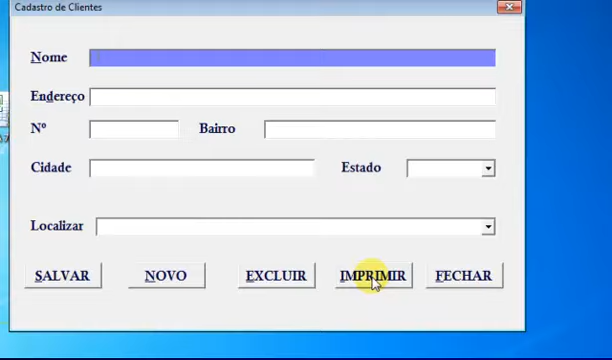 Cadastro de Clientes
Nome
Endereço
Nº Bairro
Cidade Estado
Localizar
SALVAR NOVO EXCLUIR IMPRIMIR FECHAR